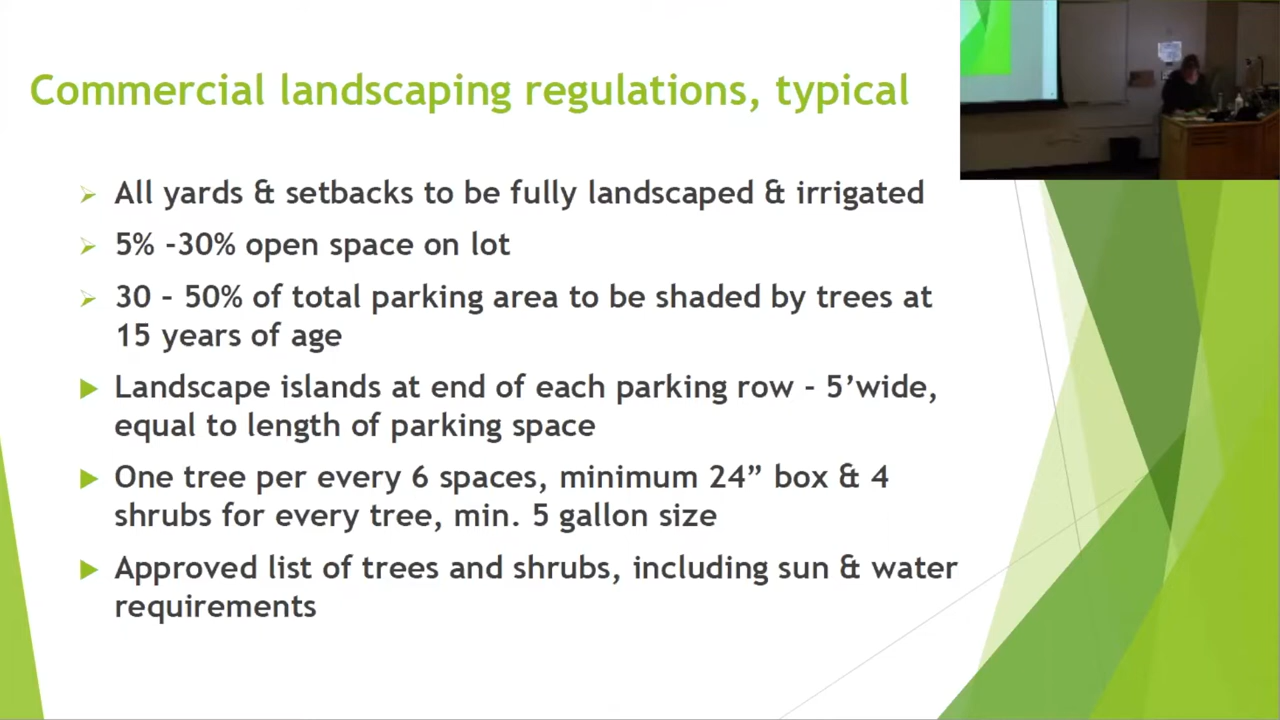 Commercial landscaping regulations, typical
All yards & setbacks to be fully landscaped & irrigated
5% -30% open space on lot
30 – 50% of total parking area to be shaded by trees at
15 years of age
Landscape islands at end of each parking row - 5’wide,
equal to length of parking space
One tree per every 6 spaces, minimum 24” box & 4
shrubs for every tree, min. 5 gallon size
Approved list of trees and shrubs, including sun & water
requirements